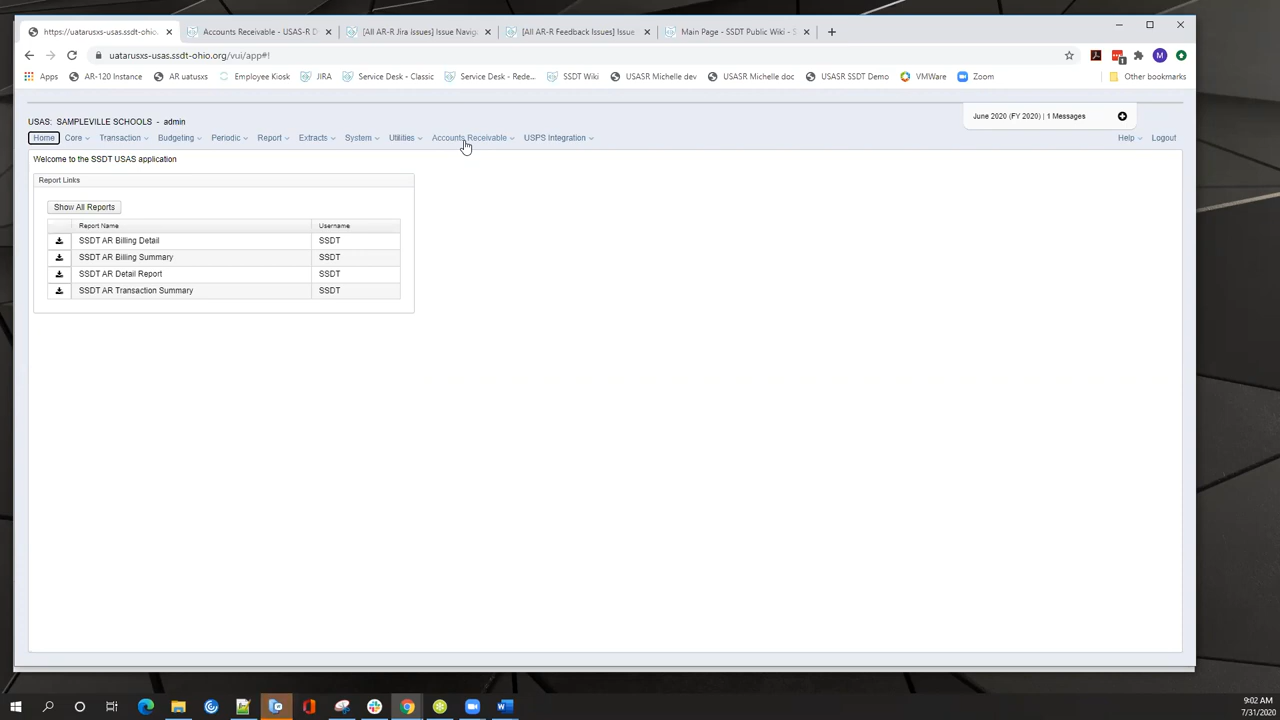 https://uatarusxs-usas.ssdt-ohio.
Accounts Receivable - USAS-R D
[All AR-R Jira issues] Issue Navig
[All AR-R Feedback Issues] Issue
Main Page - SSDT Public Wiki - S
uatarusxs-usas.ssdt-ohio.org/vui/app#!
Apps
AR-120 Instance
AR uatusxs
Employee Kiosk
JIRA
Service Desk - Classic
Service Desk - Rede...
SSDT Wiki
USASR Michelle dev
USASR Michelle doc
USASR SSDT Demo
VMWare
Zoom
Other bookmarks
USAS: SAMPLEVILLE SCHOOLS - admin
June 2020 (FY 2020) | 1 Messages
Home Core Transaction Budgeting Periodic Report Extracts System Utilities Accounts Receivable USPS Integration Help Logout
Welcome to the SSDT USAS application
Report Links
Show All Reports
Report Name Username
SSDT AR Billing Detail SSDT
SSDT AR Billing Summary SSDT
SSDT AR Detail Report SSDT
SSDT AR Transaction Summary SSDT
9:02 AM
7/31/2020